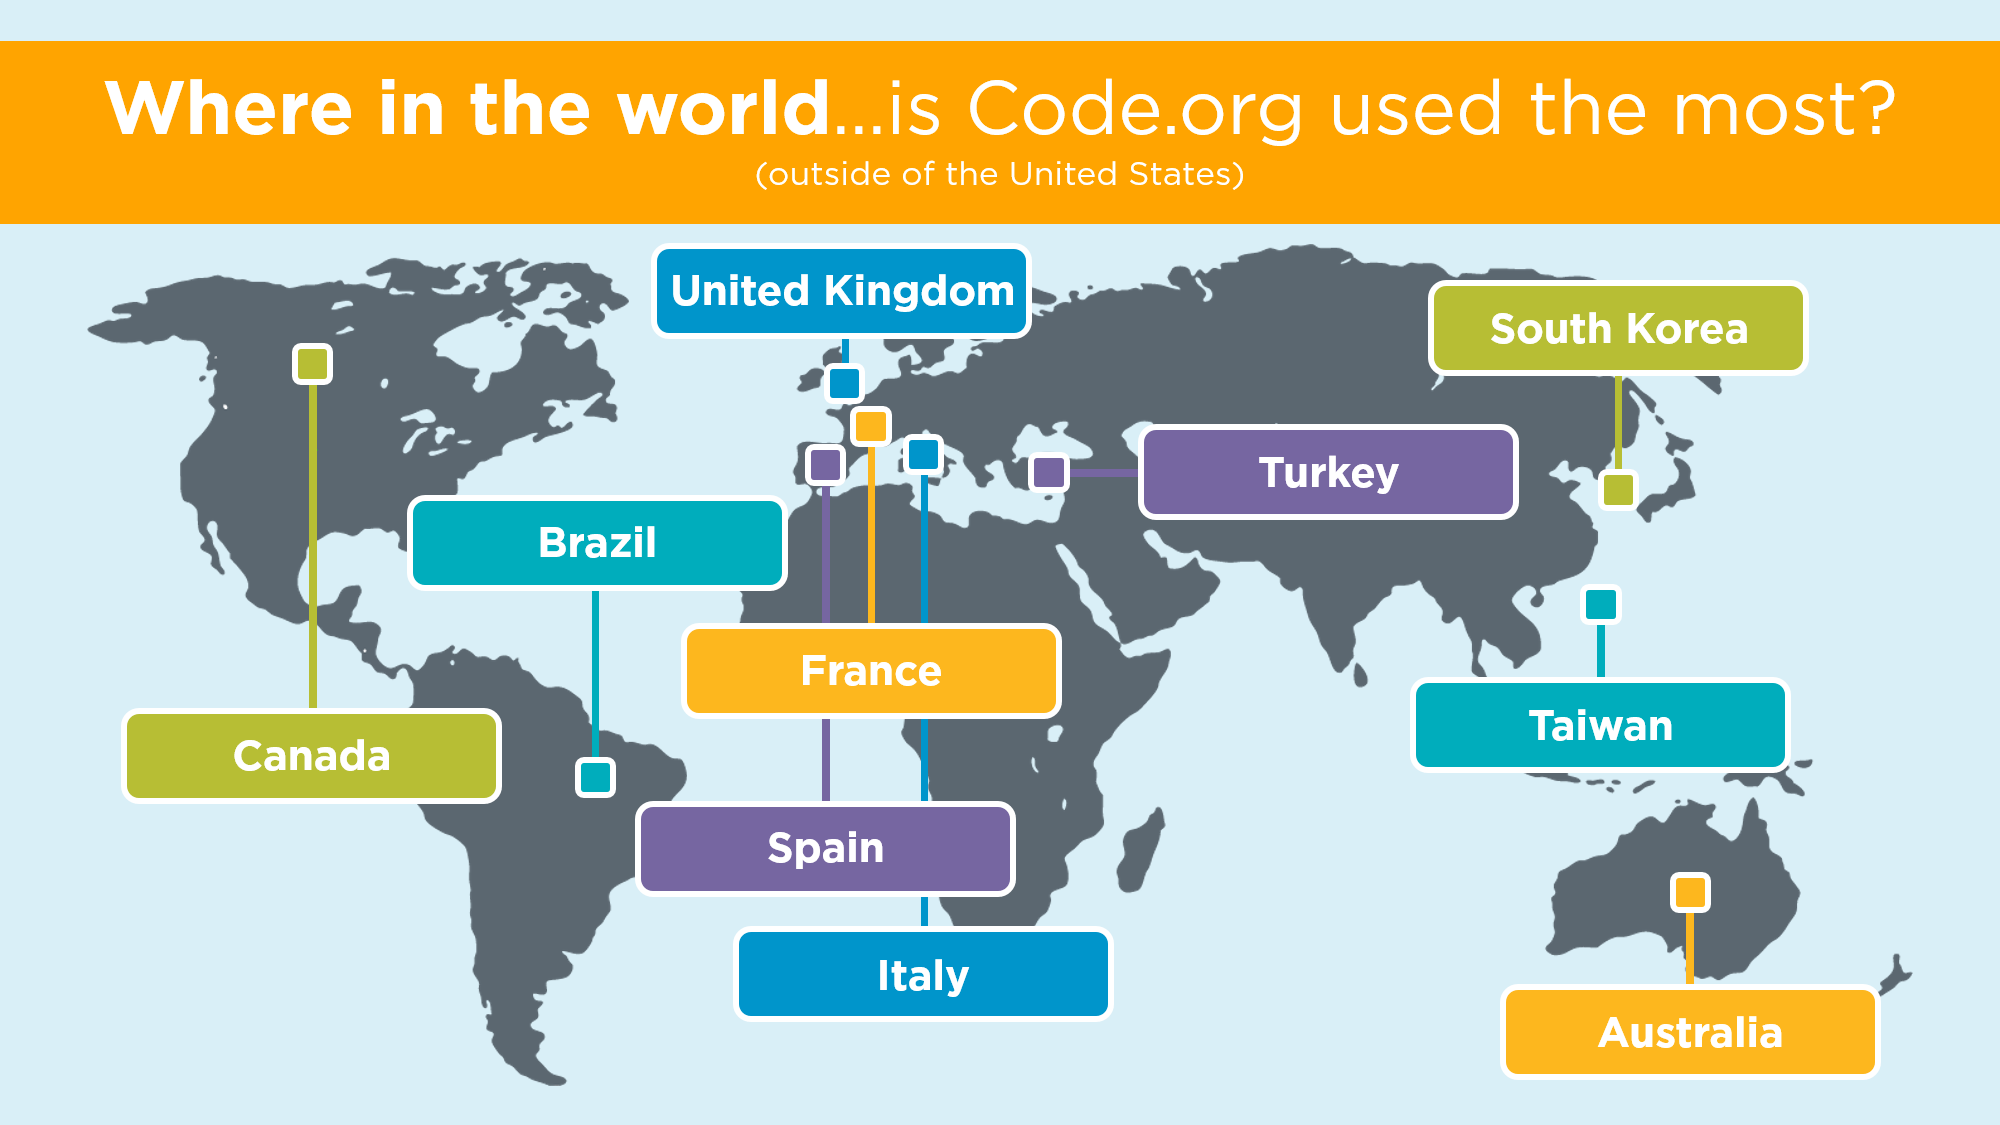 Where in the world...is Code.org used the most?
(outside of the United States)
United Kingdom
South Korea
Turkey
Brazil
France
Taiwan
Canada
Spain
Italy
Australia